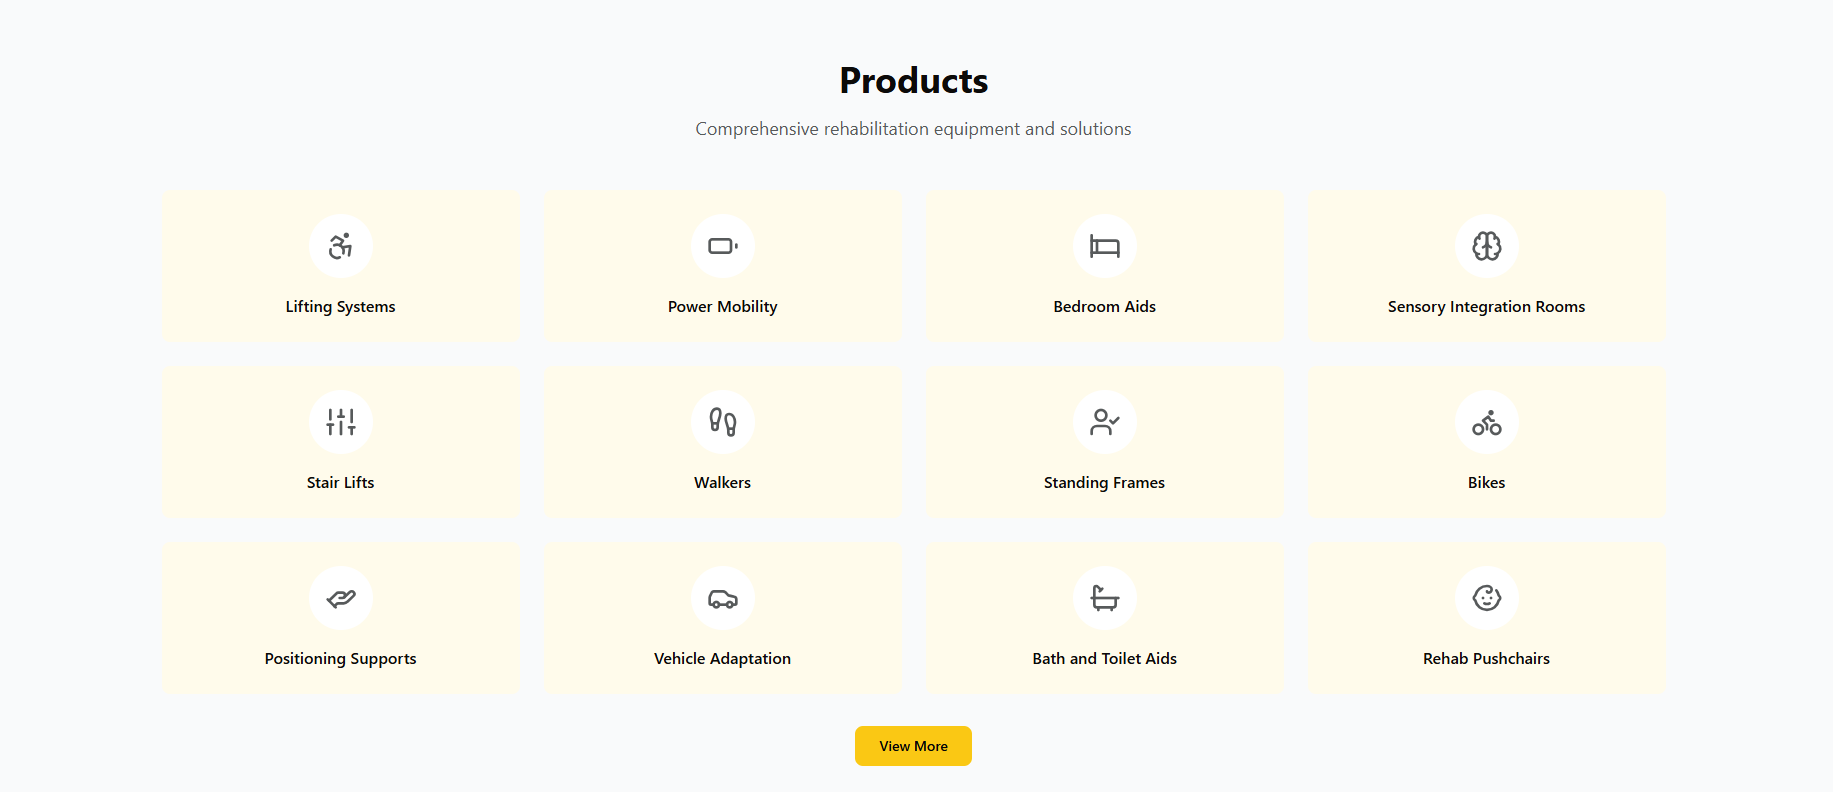 Products
Comprehensive rehabilitation equipment and solutions
Lifting Systems
Power Mobility
Bedroom Aids
Sensory Integration Rooms
Stair Lifts
Walkers
Standing Frames
Bikes
Positioning Supports
Vehicle Adaptation
Bath and Toilet Aids
Rehab Pushchairs
View More